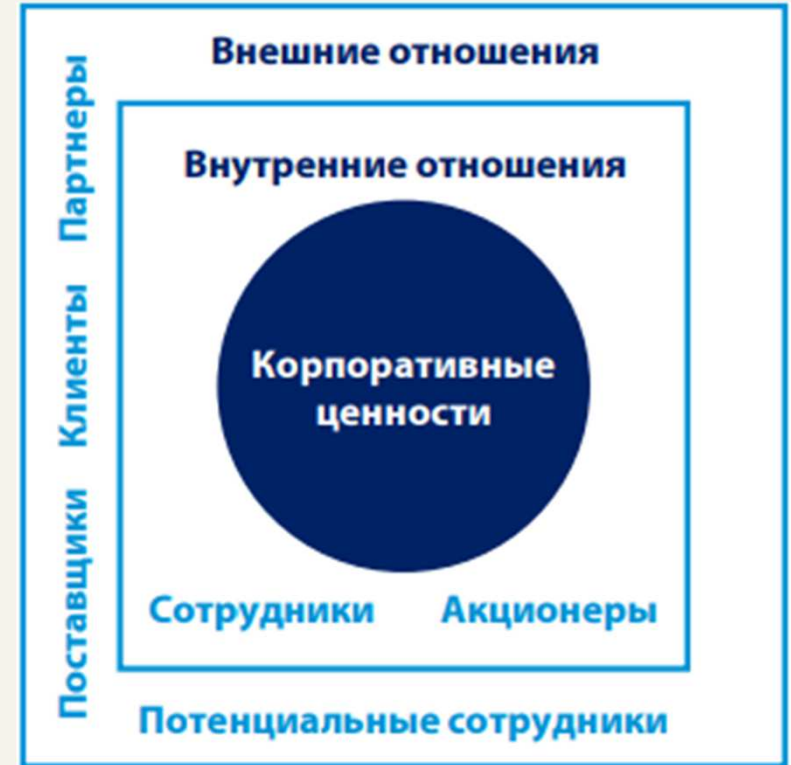 Внешние отношения
Партнеры
Клиенты
Поставщики
Внутренние отношения
Корпоративные
ценности
Сотрудники Акционеры
Потенциальные сотрудники